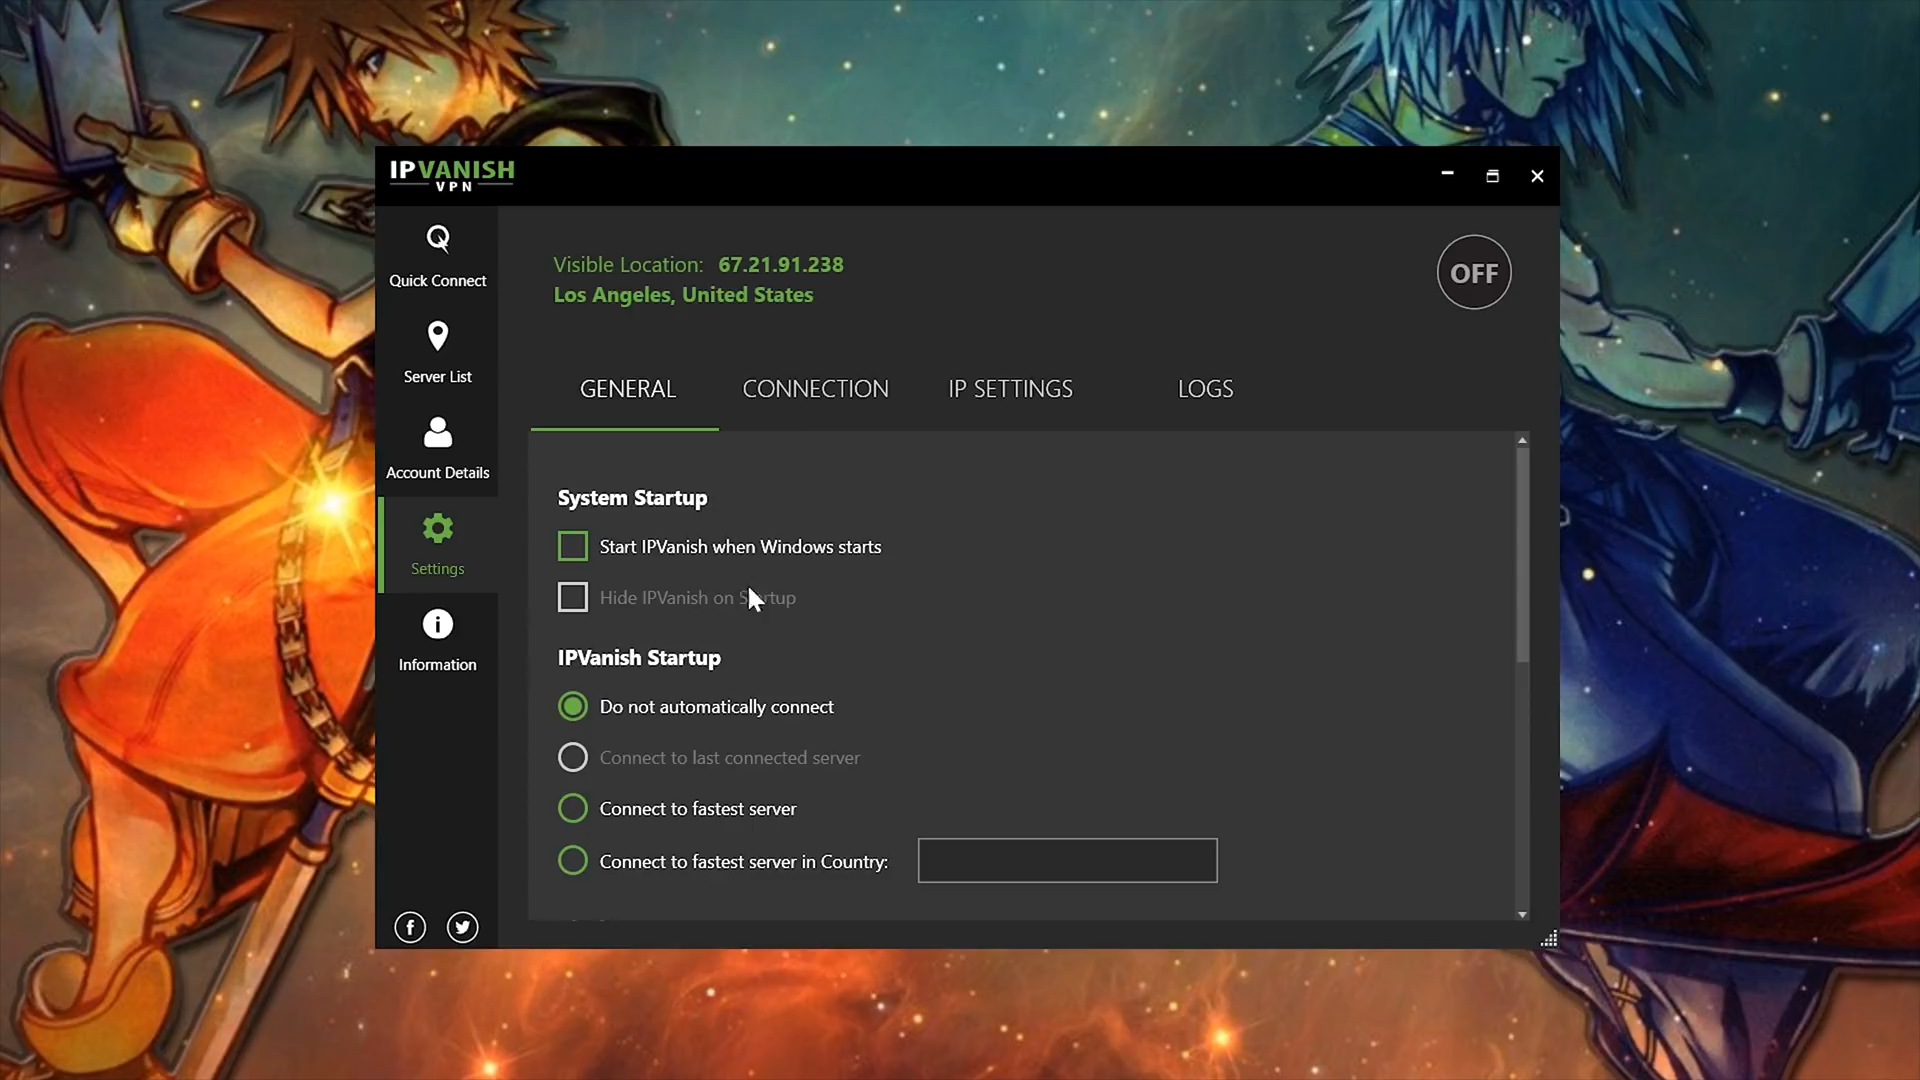 IPVANISH
VPN
Quick Connect
Server List
Account Details
Settings
Information
Visible Location: 67.21.91.238
Los Angeles, United States
OFF
GENERAL CONNECTION IP SETTINGS LOGS
System Startup
Start IPVanish when Windows starts
Hide IPVanish on Startup
IPVanish Startup
Do not automatically connect
Connect to last connected server
Connect to fastest server
Connect to fastest server in Country: